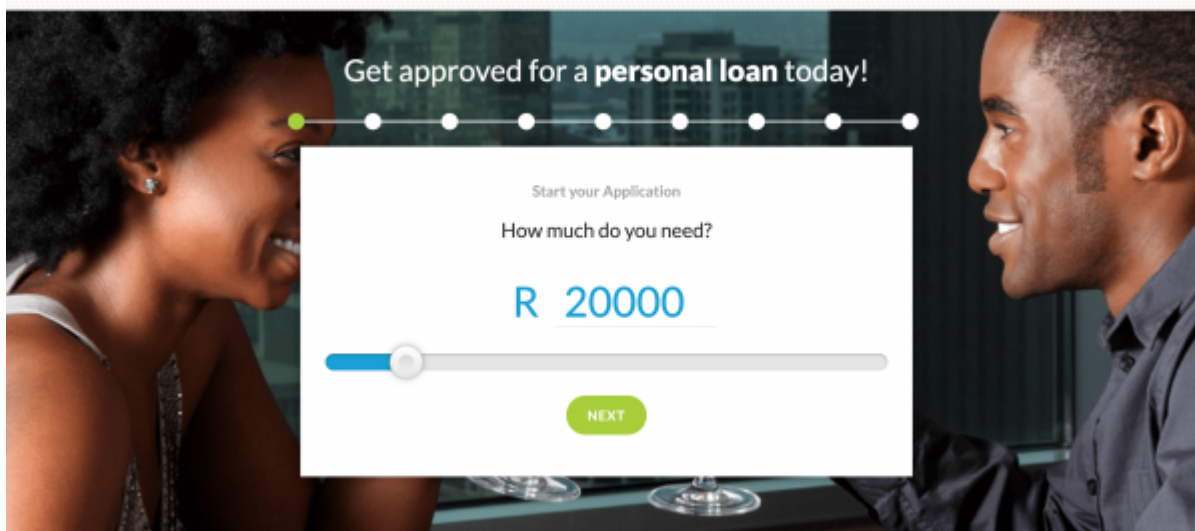 Get approved for a personal loan today!
Start your Application
How much do you need?
R 20000
NEXT